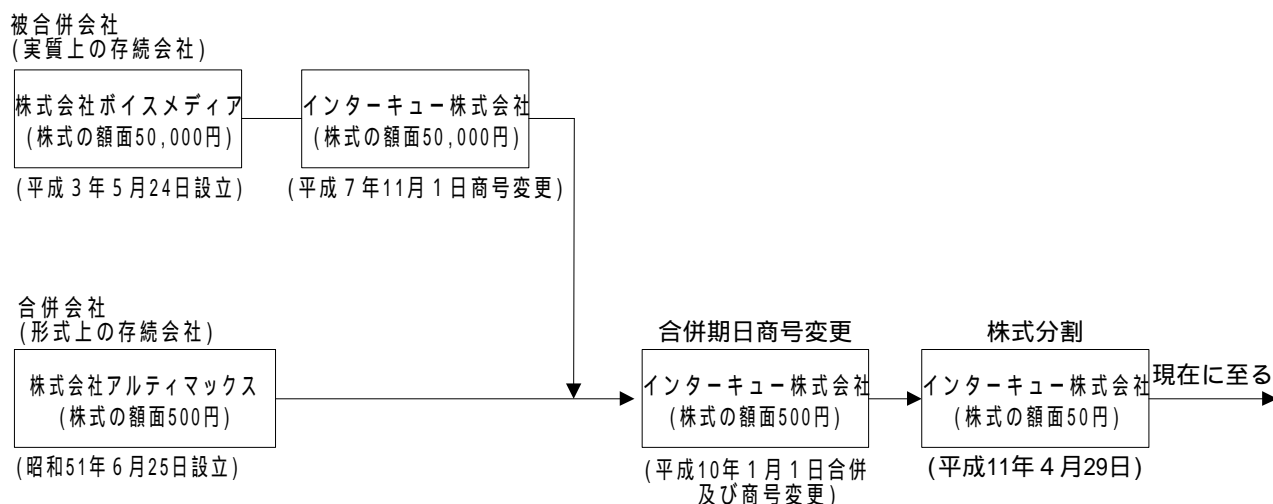 被合併会社
(実質上の存続会社)
株式会社ボイスメディア
(株式の額面50,000円)
(平成3年5月24日設立)
インターキュー株式会社
(株式の額面50,000円)
(平成7年11月1日商号変更)
合併会社
(形式上の存続会社)
株式会社アルティマックス
(株式の額面500円)
(昭和51年6月25日設立)
合併期日商号変更
インターキュー株式会社
(株式の額面500円)
(平成10年1月1日合併
及び商号変更)
株式分割
インターキュー株式会社
(株式の額面50円)
(平成11年4月29日)
現在に至る